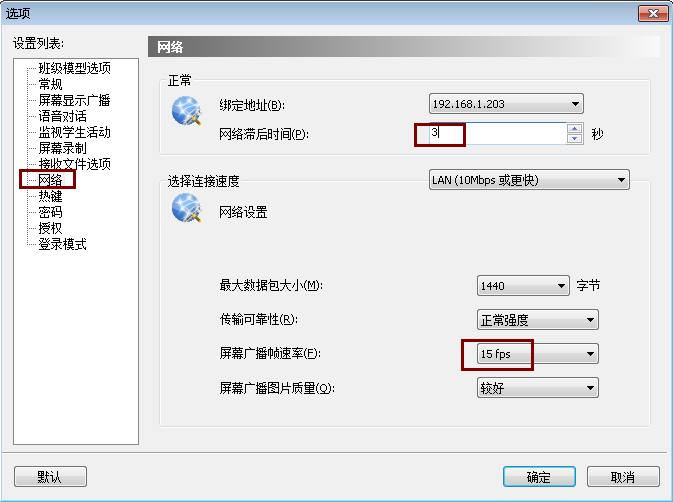 选项
设置列表:
班级模型选项
常规
屏幕显示广播
语音对话
监视学生活动
屏幕录制
接收文件选项
网络
热键
密码
授权
登录模式
网络
正常
绑定地址(B): 192.168.1.203
网络滞后时间(P): 3 秒
选择连接速度 LAN (10Mbps 或更快)
网络设置
最大数据包大小(M): 1440 字节
传输可靠性(R): 正常强度
屏幕广播帧速率(F): 15 fps
屏幕广播图片质量(Q): 较好
默认 确定 取消